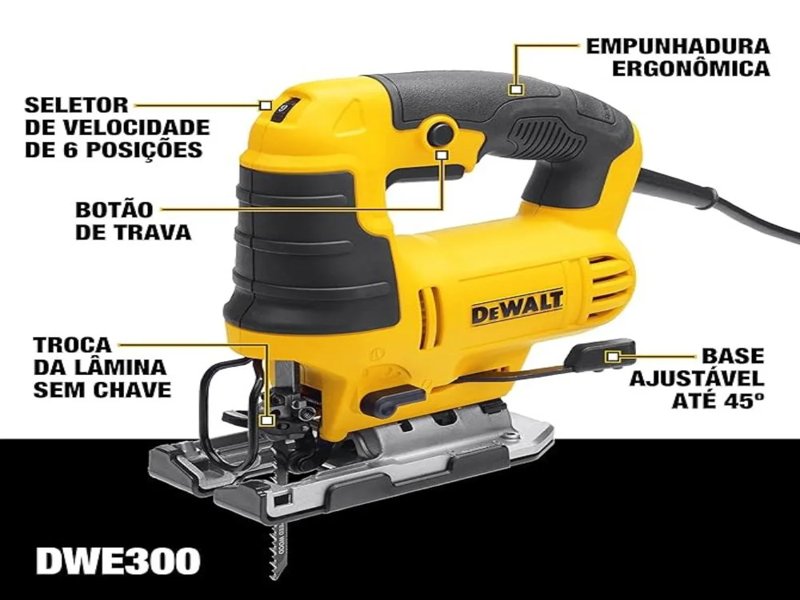 EMPUNHADURA
ERGONÔMICA
SELETOR
DE VELOCIDADE
DE 6 POSIÇÕES
BOTÃO
DE TRAVA
DEWALT
TROCA
DA LÂMINA
SEM CHAVE
BASE
AJUSTÁVEL
ATÉ 45º
DWE300